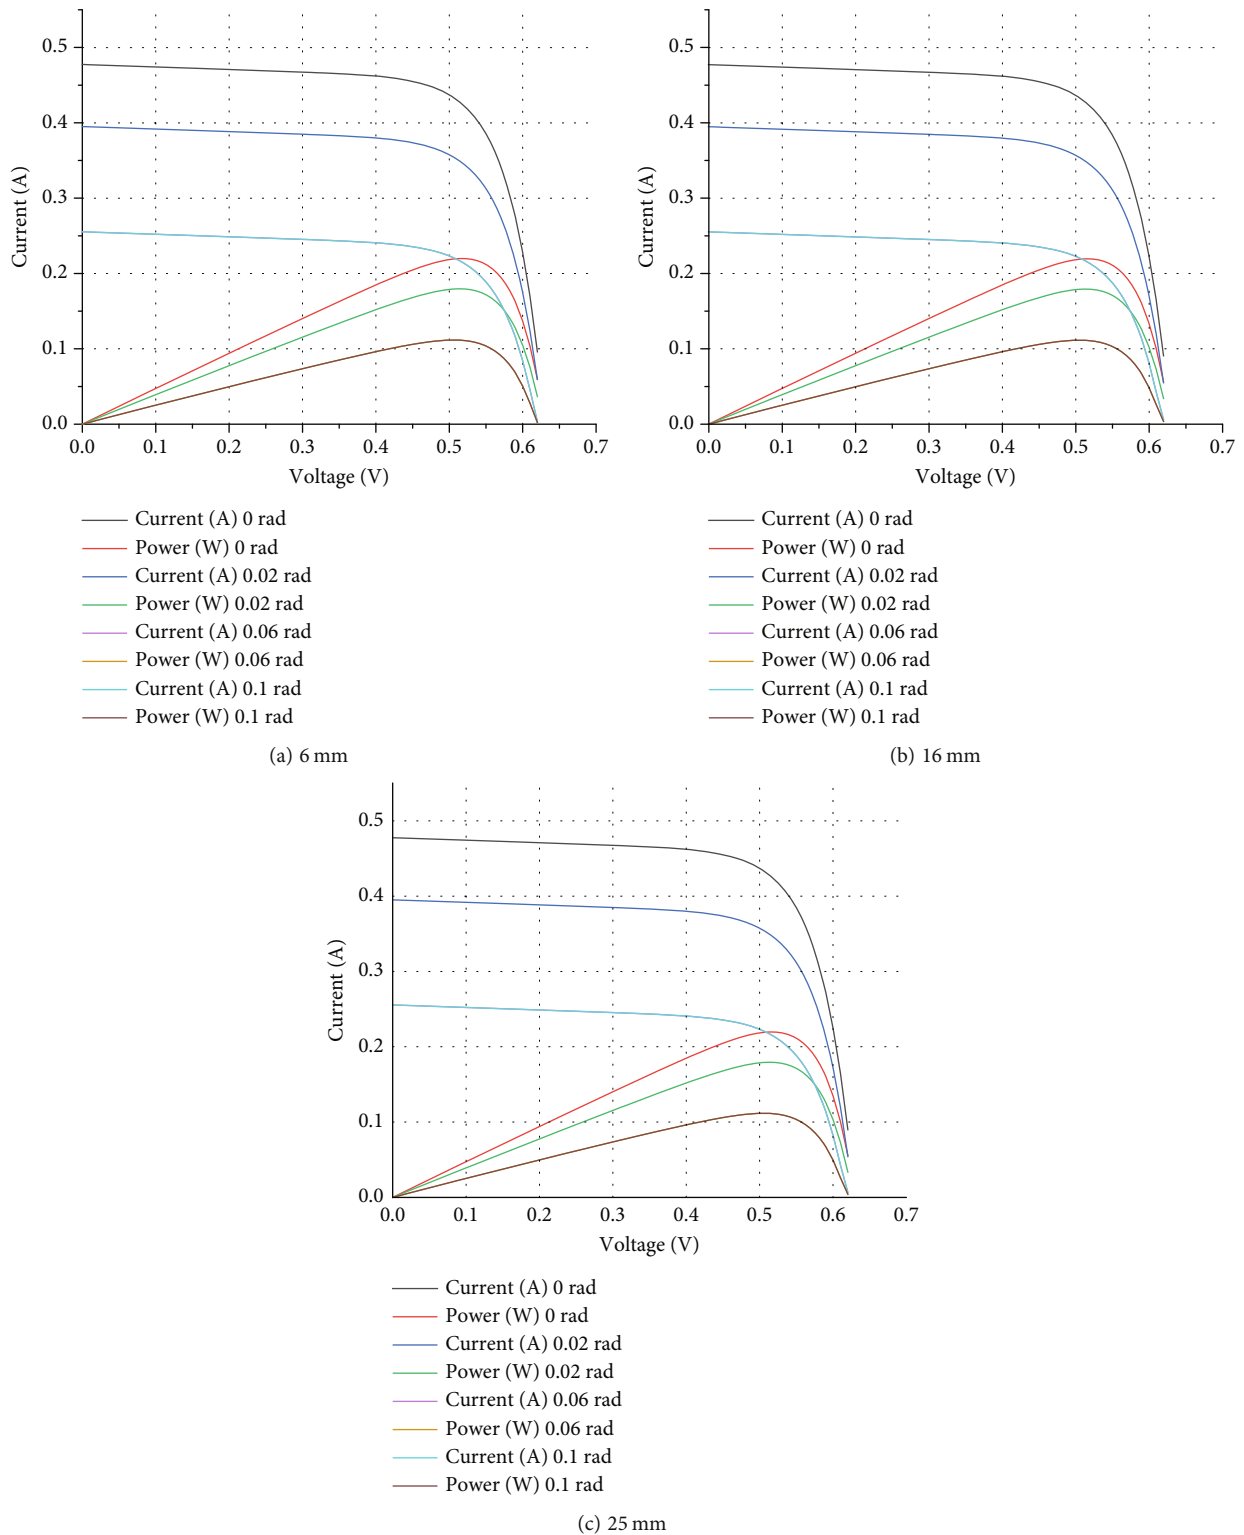 0.5
0.4
0.3
0.2
0.1
0.0
Current (A)
0.0 0.1 0.2 0.3 0.4 0.5 0.6 0.7
Voltage (V)
Current (A) 0 rad
Power (W) 0 rad
Current (A) 0.02 rad
Power (W) 0.02 rad
Current (A) 0.06 rad
Power (W) 0.06 rad
Current (A) 0.1 rad
Power (W) 0.1 rad
(a) 6 mm
0.5
0.4
0.3
0.2
0.1
0.0
Current (A)
0.0 0.1 0.2 0.3 0.4 0.5 0.6 0.7
Voltage (V)
Current (A) 0 rad
Power (W) 0 rad
Current (A) 0.02 rad
Power (W) 0.02 rad
Current (A) 0.06 rad
Power (W) 0.06 rad
Current (A) 0.1 rad
Power (W) 0.1 rad
(b) 16 mm
0.5
0.4
0.3
0.2
0.1
0.0
Current (A)
0.0 0.1 0.2 0.3 0.4 0.5 0.6 0.7
Voltage (V)
Current (A) 0 rad
Power (W) 0 rad
Current (A) 0.02 rad
Power (W) 0.02 rad
Current (A) 0.06 rad
Power (W) 0.06 rad
Current (A) 0.1 rad
Power (W) 0.1 rad
(c) 25 mm